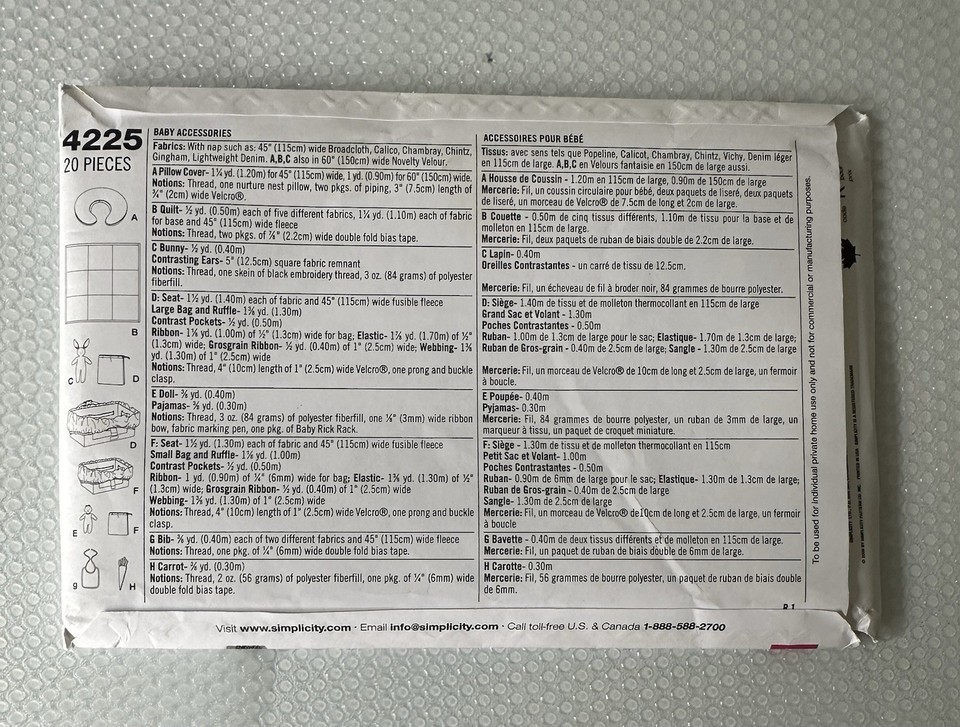 4225
20 PIECES
A
B
C
D
D
F
E
F
g
H
BABY ACCESSORIES
Fabrics: With nap such as: 45" (115cm) wide Broadcloth, Calico, Chambray, Chintz,
Gingham, Lightweight Denim. A,B,C also in 60" (150cm) wide Novelty Velour.
A Pillow Cover- 1¼ yd. (1.20m) for 45" (115cm) wide, 1 yd. (0.90m) for 60" (150cm) wide.
Notions: Thread, one nurture nest pillow, two pkgs. of piping, 3" (7.5cm) length of
¾" (2cm) wide Velcro®.
B Quilt- ½ yd. (0.50m) each of five different fabrics, 1¼ yd. (1.10m) each of fabric
for base and 45" (115cm) wide fleece
Notions: Thread, two pkgs. of ⅞" (2.2cm) wide double fold bias tape.
C Bunny- ½ yd. (0.40m)
Contrasting Ears- 5" (12.5cm) square fabric remnant
Notions: Thread, one skein of black embroidery thread, 3 oz. (84 grams) of polyester
fiberfill.
D: Seat- 1½ yd. (1.40m) each of fabric and 45" (115cm) wide fusible fleece
Large Bag and Ruffle- 1⅜ yd. (1.30m)
Contrast Pockets- ½ yd. (0.50m)
Ribbon- 1⅛ yd. (1.00m) of ½" (1.3cm) wide for bag; Elastic- 1⅞ yd. (1.70m) of ½"
(1.3cm) wide; Grosgrain Ribbon- ½ yd. (0.40m) of 1" (2.5cm) wide; Webbing- 1⅜
yd. (1.30m) of 1" (2.5cm) wide
Notions: Thread, 4" (10cm) length of 1" (2.5cm) wide Velcro®, one prong and buckle
clasp.
E Doll- ⅜ yd. (0.40m)
Pajamas- ⅜ yd. (0.30m)
Notions: Thread, 3 oz. (84 grams) of polyester fiberfill, one ⅛" (3mm) wide ribbon
bow, fabric marking pen, one pkg. of Baby Rick Rack.
F: Seat- 1½ yd. (1.30m) each of fabric and 45" (115cm) wide fusible fleece
Small Bag and Ruffle- 1⅛ yd. (1.00m)
Contrast Pockets- ½ yd. (0.50m)
Ribbon- 1 yd. (0.90m) of ¼" (6mm) wide for bag; Elastic- 1⅜ yd. (1.30m) of ½"
(1.3cm) wide; Grosgrain Ribbon- ½ yd. (0.40m) of 1" (2.5cm) wide
Webbing- 1⅜ yd. (1.30m) of 1" (2.5cm) wide
Notions: Thread, 4" (10cm) length of 1" (2.5cm) wide Velcro®, one prong and buckle
clasp.
G Bib- ⅜ yd. (0.40m) each of two different fabrics and 45" (115cm) wide fleece
Notions: Thread, one pkg. of ¼" (6mm) wide double fold bias tape.
H Carrot- ⅜ yd. (0.30m)
Notions: Thread, 2 oz. (56 grams) of polyester fiberfill, one pkg. of ¼" (6mm) wide
double fold bias tape.
ACCESSOIRES POUR BÉBÉ
Tissus: avec sens tels que Popeline, Calicot, Chambray, Chintz, Vichy, Denim léger
en 115cm de large. A,B,C en Velours fantaisie en 150cm de large aussi.
A Housse de Coussin - 1.20m en 115cm de large, 0.90m de 150cm de large
Mercerie: Fil, un coussin circulaire pour bébé, deux paquets de liseré, deux paquets
de liseré, un morceau de Velcro® de 7.5cm de long et 2cm de large.
B Couette - 0.50m de cinq tissus différents, 1.10m de tissu pour la base et de
molleton en 115cm de large.
Mercerie: Fil, deux paquets de ruban de biais double de 2.2cm de large.
C Lapin- 0.40m
Oreilles Contrastantes - un carré de tissu de 12.5cm.
Mercerie: Fil, un écheveau de fil à broder noir, 84 grammes de bourre polyester.
D: Siège- 1.40m de tissu et de molleton thermocollant en 115cm de large
Grand Sac et Volant - 1.30m
Poches Contrastantes - 0.50m
Ruban- 1.00m de 1.3cm de large pour le sac; Elastique- 1.70m de 1.3cm de large;
Ruban de Gros-grain - 0.40m de 2.5cm de large; Sangle - 1.30m de 2.5cm de large
Mercerie: Fil, un morceau de Velcro® de 10cm de long et 2.5cm de large, un fermoir
à boucle.
E Poupée- 0.40m
Pyjamas- 0.30m
Mercerie: Fil, 84 grammes de bourre polyester, un ruban de 3mm de large, un
marqueur à tissu, un paquet de croquet miniature.
F: Siège - 1.30m de tissu et de molleton thermocollant en 115cm
Petit Sac et Volant- 1.00m
Poches Contrastantes - 0.50m
Ruban- 0.90m de 6mm de large pour le sac; Elastique- 1.30m de 1.3cm de large;
Ruban de Gros-grain - 0.40m de 2.5cm de large
Sangle- 1.30m de 2.5cm de large
Mercerie: Fil, un morceau de Velcro® de10cm de long et 2.5cm de large, un fermoir
à boucle
G Bavette - 0.40m de deux tissus différents et de molleton en 115cm de large.
Mercerie: Fil, un paquet de ruban de biais double de 6mm de large.
H Carotte- 0.30m
Mercerie: Fil, 56 grammes de bourre polyester, un paquet de ruban de biais double
de 6mm.
To be used for individual private home use only and not for commercial or manufacturing purposes.
Visit www.simplicity.com · Email info@simplicity.com · Call toll-free U.S. & Canada 1-888-588-2700